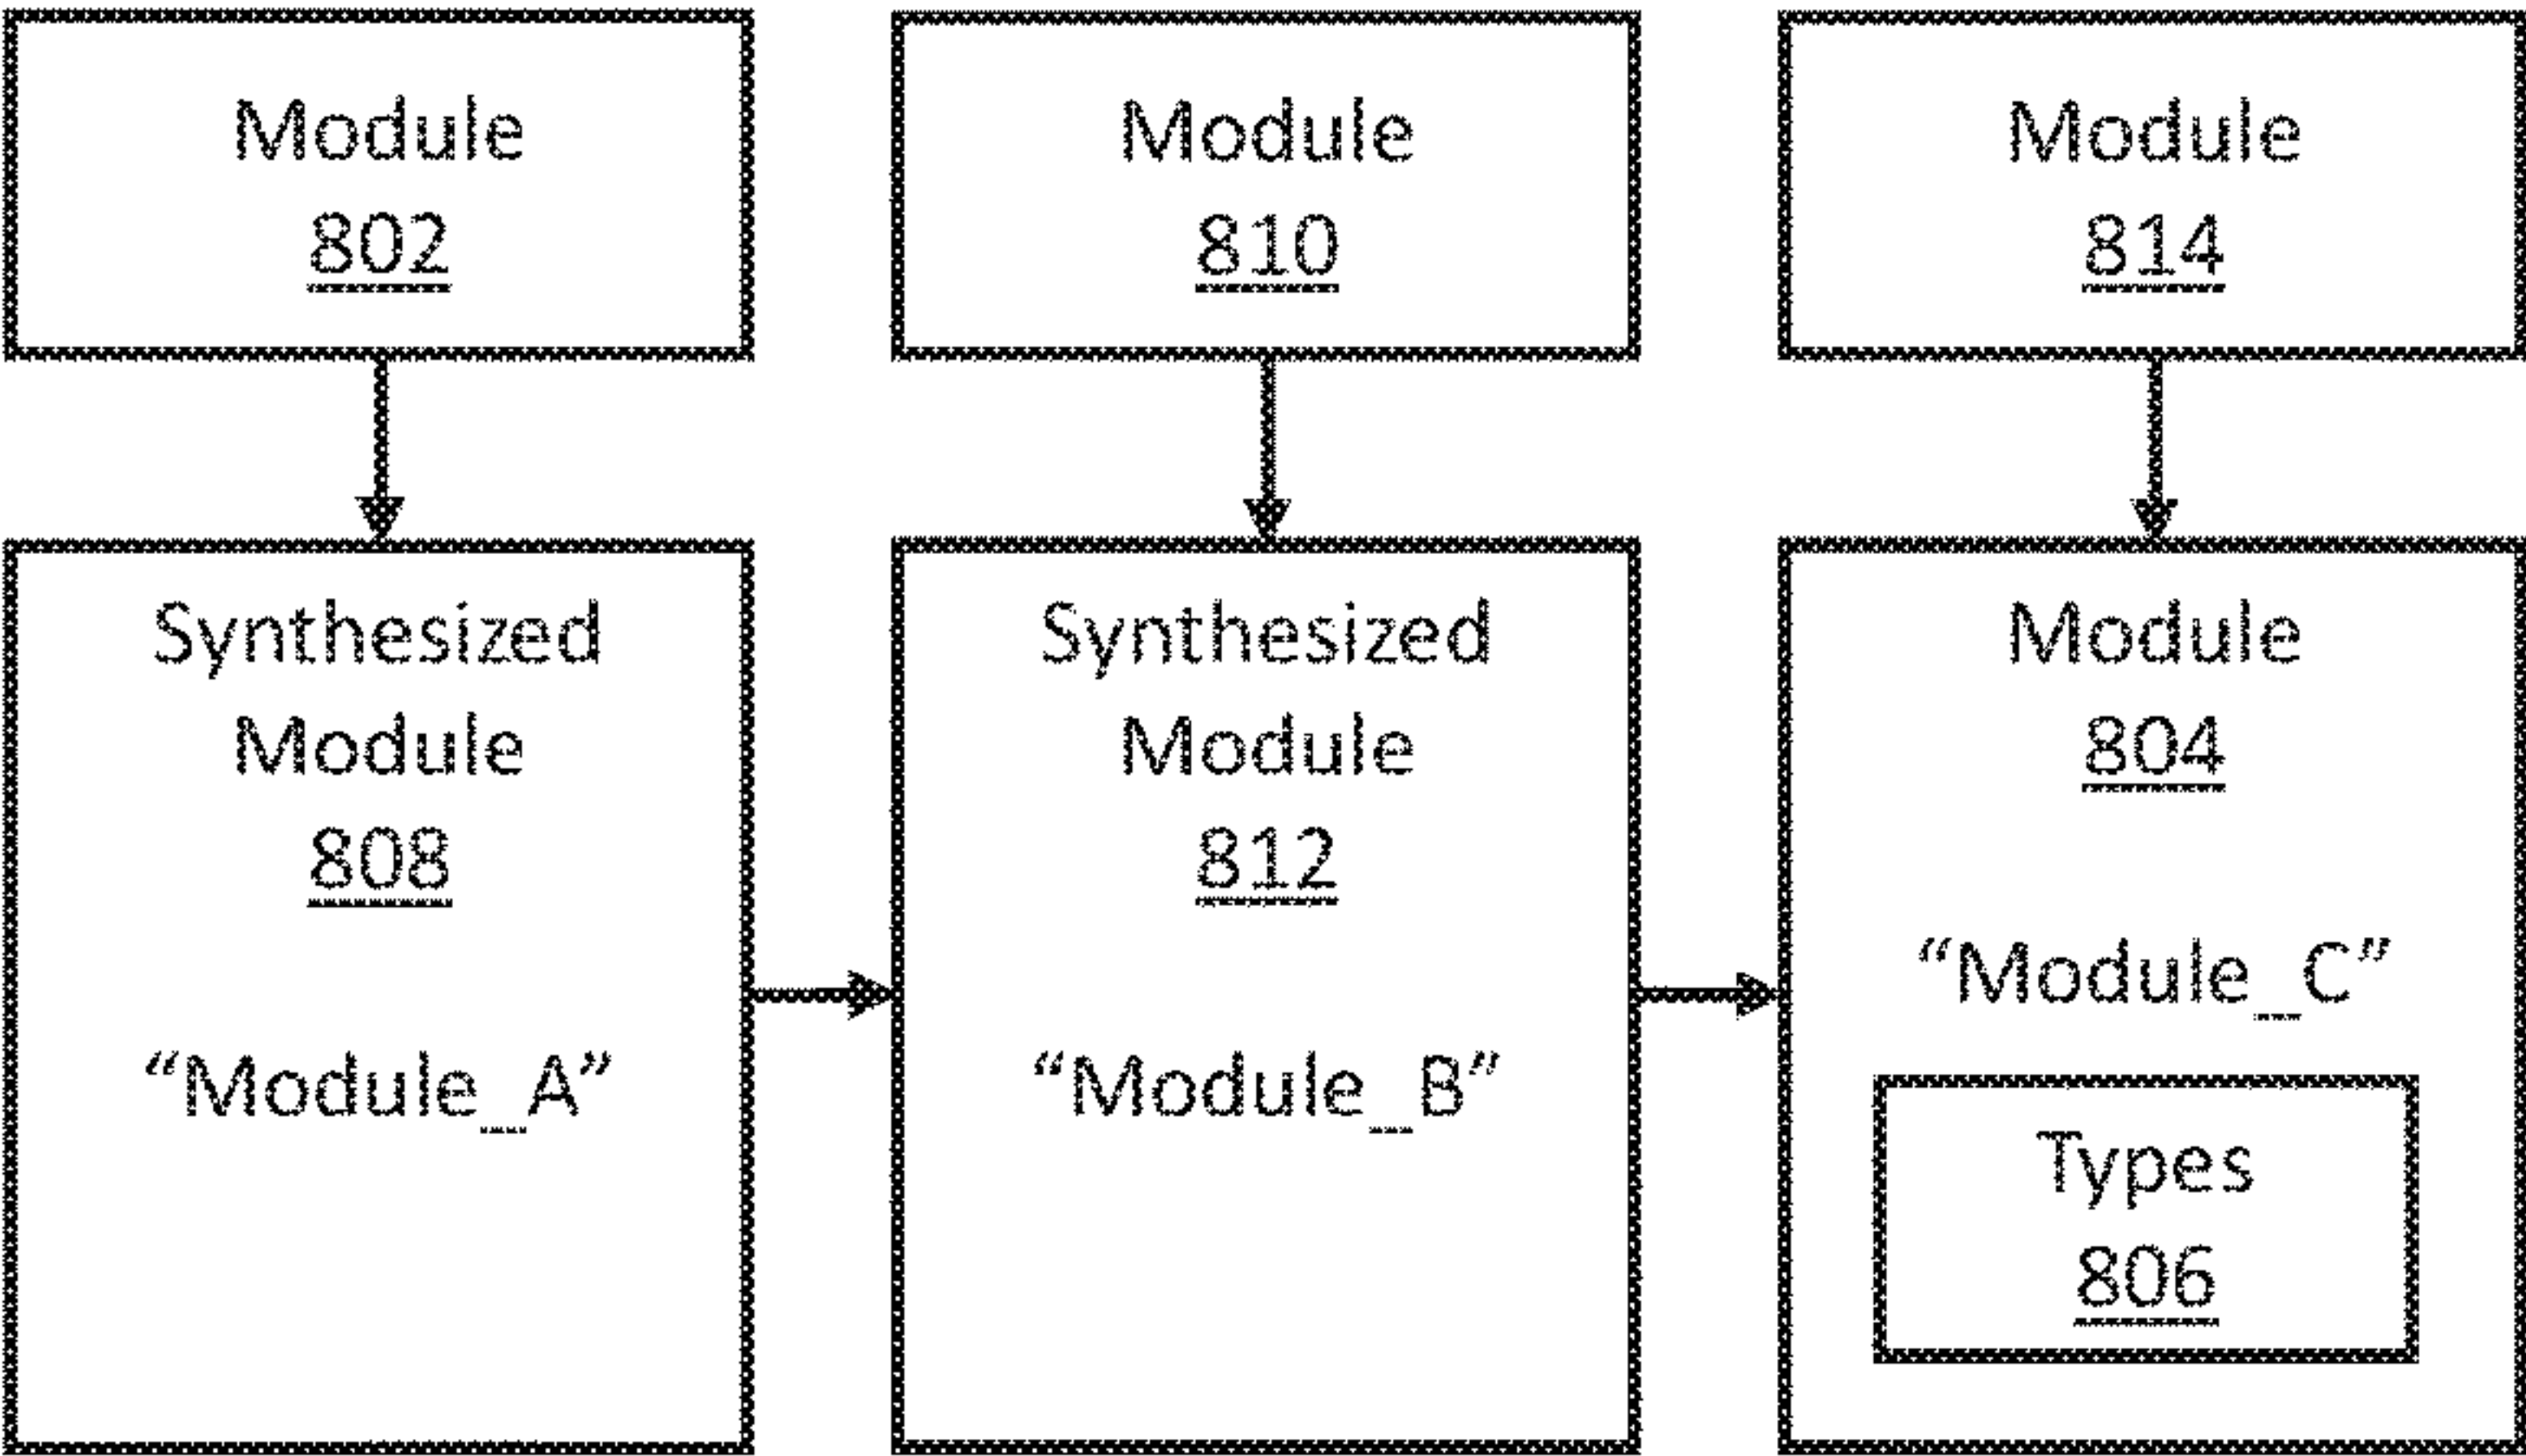 Module
802
Module
810
Module
814
Synthesized
Module
808
“Module_A”
Synthesized
Module
812
“Module_B”
Module
804
“Module_C”
Types
806